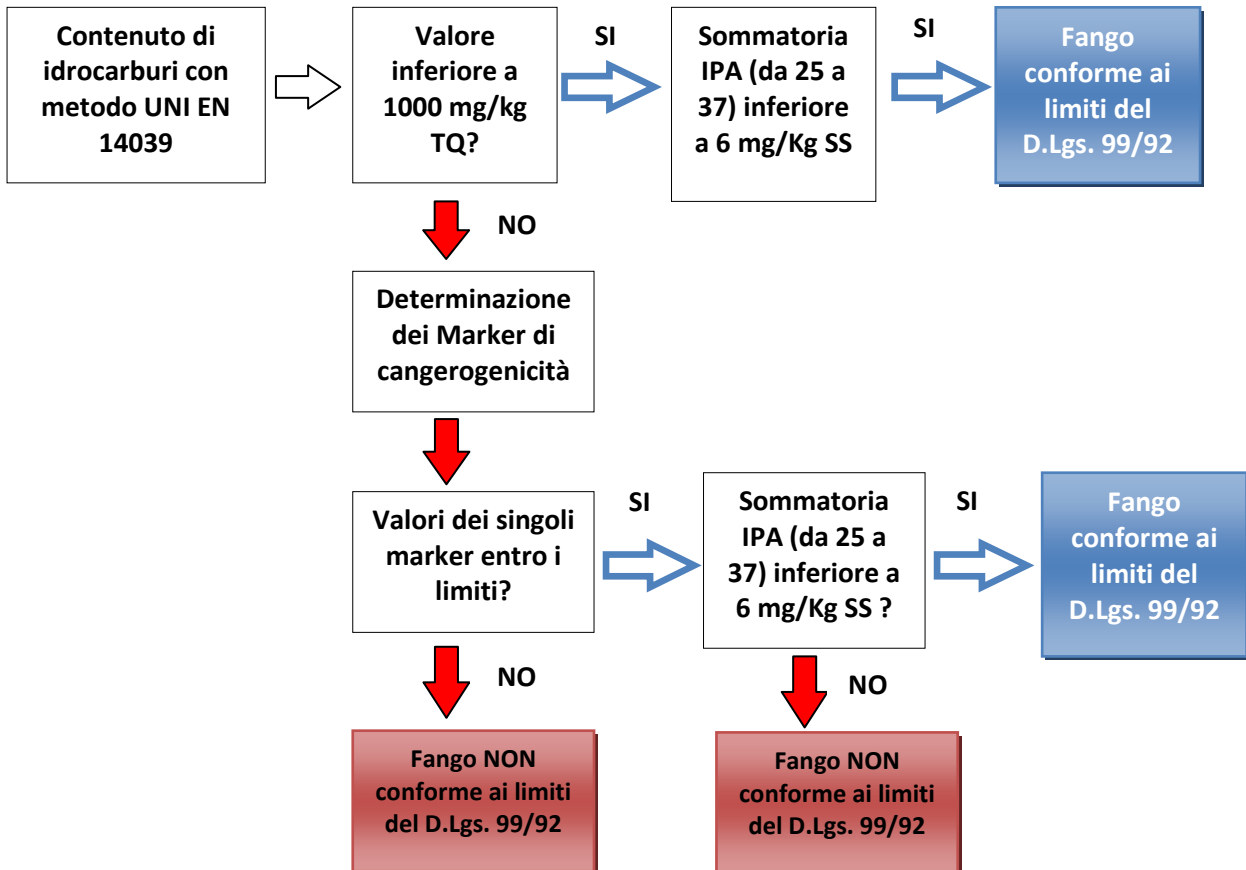 Contenuto di
idrocarburi con
metodo UNI EN
14039
Valore
inferiore a
1000 mg/kg
TQ?
SI
Sommatoria
IPA (da 25 a
37) inferiore
a 6 mg/Kg SS
SI
Fango
conforme ai
limiti del
D.Lgs. 99/92
NO
Determinazione
dei Marker di
cangerogenicità
Valori dei singoli
marker entro i
limiti?
SI
Sommatoria
IPA (da 25 a
37) inferiore a
6 mg/Kg SS ?
SI
Fango
conforme ai
limiti del
D.Lgs. 99/92
NO
NO
Fango NON
conforme ai limiti
del D.Lgs. 99/92
Fango NON
conforme ai limiti
del D.Lgs. 99/92